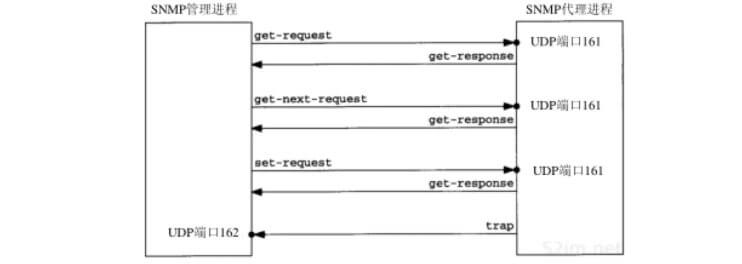 SNMP管理进程 SNMP代理进程
get-request
UDP端口161
get-response
get-next-request
UDP端口161
get-response
set-request
UDP端口161
get-response
trap
UDP端口162
52im.net